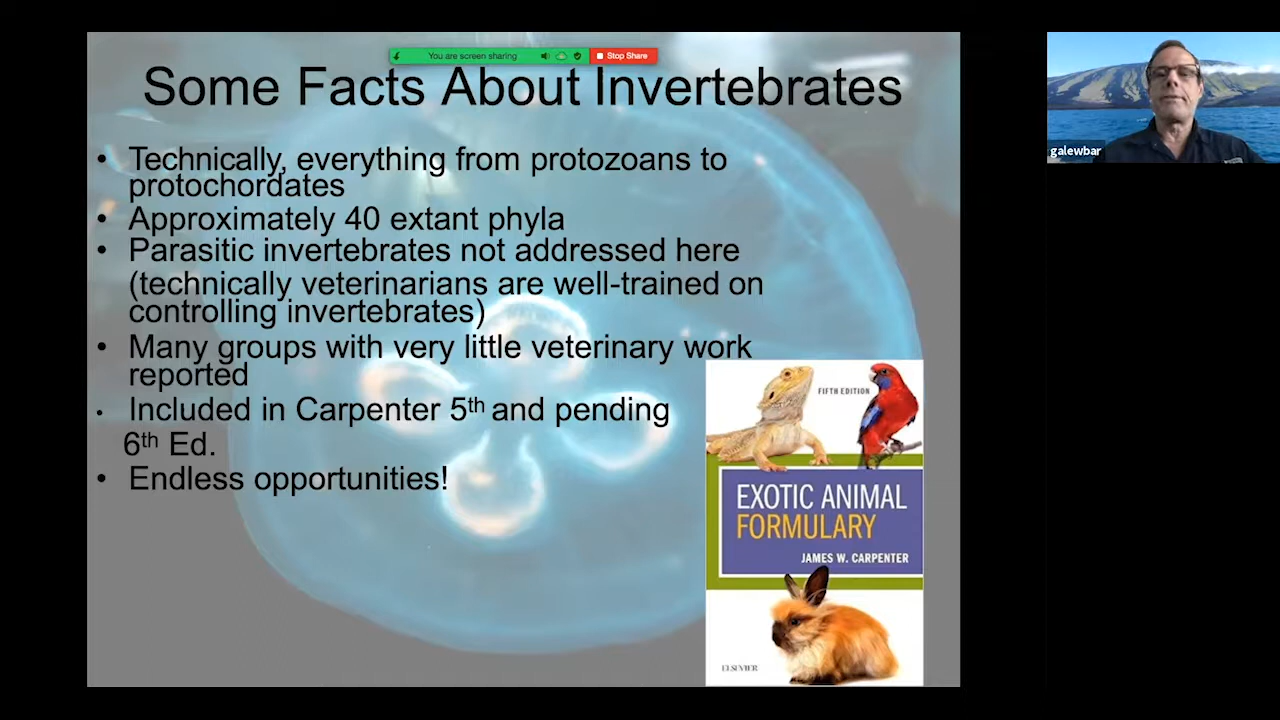 You are screen sharing
Stop Share
Some Facts About Invertebrates
• Technically, everything from protozoans to
protochordates
• Approximately 40 extant phyla
• Parasitic invertebrates not addressed here
(technically veterinarians are well-trained on
controlling invertebrates)
• Many groups with very little veterinary work
reported
• Included in Carpenter 5th and pending
6th Ed.
• Endless opportunities!
FIFTH EDITION
EXOTIC ANIMAL
FORMULARY
JAMES W. CARPENTER
ELSEVIER
galewbar